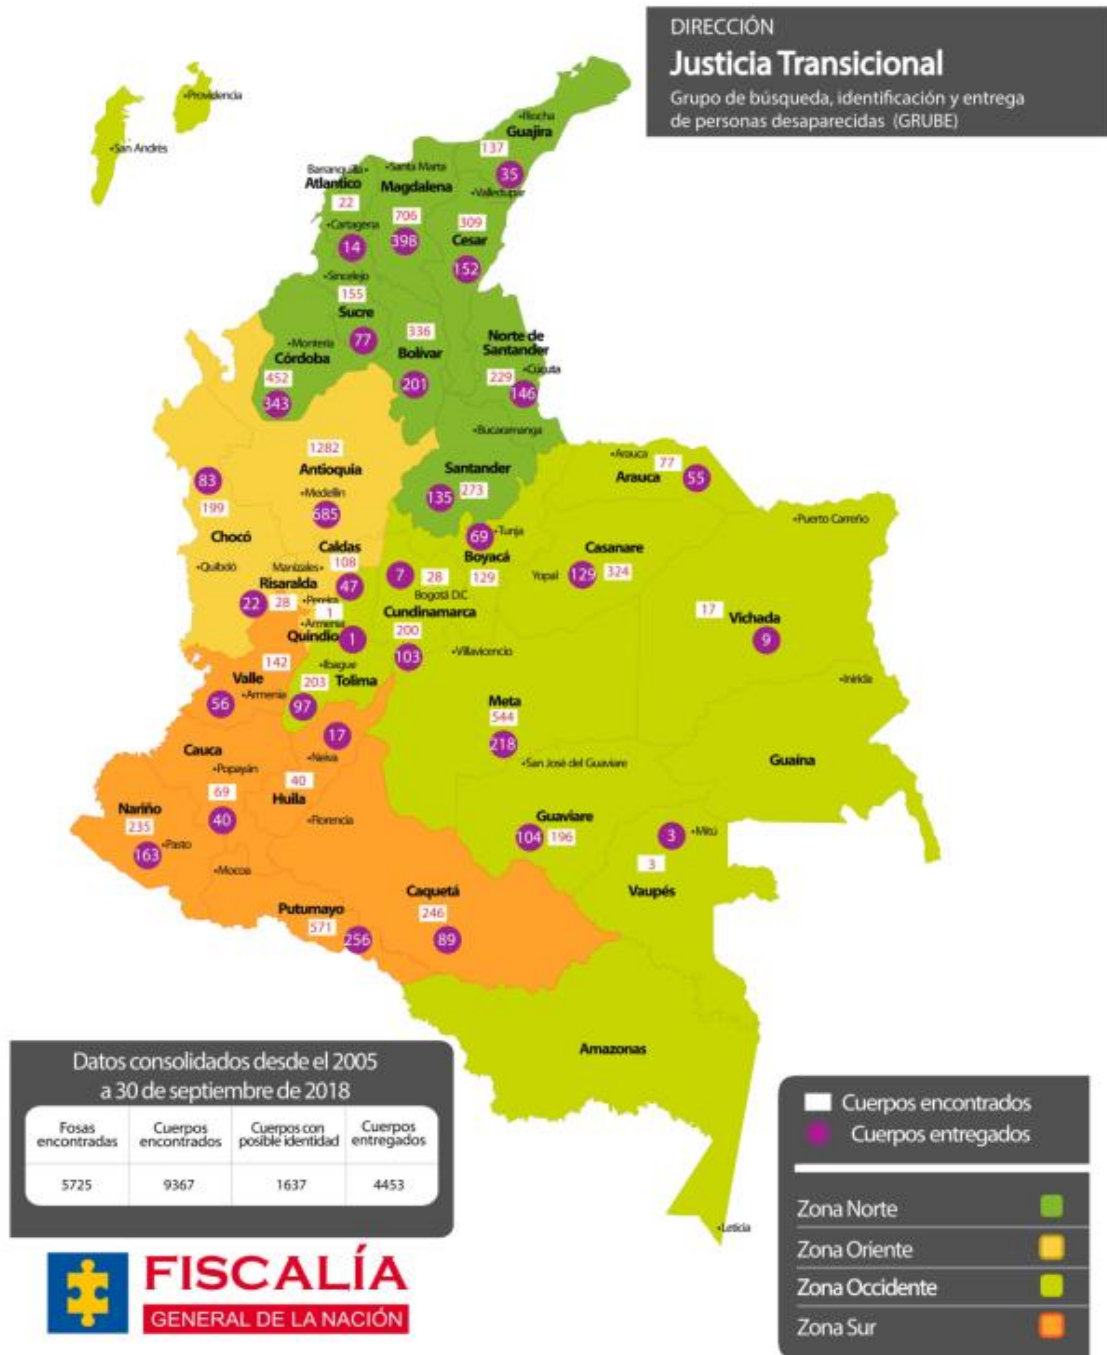 DIRECCIÓN
Justicia Transicional
Grupo de búsqueda, identificación y entrega
de personas desaparecidas (GRUBE)
•Providencia
•San Andrés
•Riocha
Guajira
137
35
Barranquilla•
•Santa Marta
Atlantico
Magdalena
•Valledupar
22
706
309
•Cartagena
Cesar
14
398
152
•Sincelejo
155
Sucre
336
Norte de
Santander
•Montería
77
Bolívar
•Cúcuta
Córdoba
452
201
229
146
343
•Bucaramanga
1282
•Arauca
77
Antioquia
Santander
Arauca
55
83
•Medellín
135
273
199
685
•Puerto Carreño
Chocó
69
•Tunja
Caldas
Boyacá
Casanare
•Quibdó
Manizales•
108
7
28
129
Yopal
129
324
Risaralda
47
Bogotá D.C
22
28
•Pereira
Cundinamarca
17
Vichada
1
200
•Armenia
Quindio
1
103
•Villavicencio
9
142
•Ibague
Valle
203
Tolima
•Inírida
•Armenia
56
97
Meta
544
17
218
Cauca
•Neiva
•San José del Guaviare
Guaina
•Popayán
69
40
Huila
Nariño
40
•Florencia
Guaviare
235
104
196
3
•Mitú
163
•Pasto
3
•Mocoa
Vaupés
Caquetá
Putumayo
246
571
256
89
Amazonas
•Leticia
Datos consolidados desde el 2005
a 30 de septiembre de 2018
Fosas encontradas
Cuerpos encontrados
Cuerpos con posible identidad
Cuerpos entregados
5725
9367
1637
4453
Cuerpos encontrados
Cuerpos entregados
Zona Norte
Zona Oriente
Zona Occidente
Zona Sur
FISCALÍA
GENERAL DE LA NACIÓN